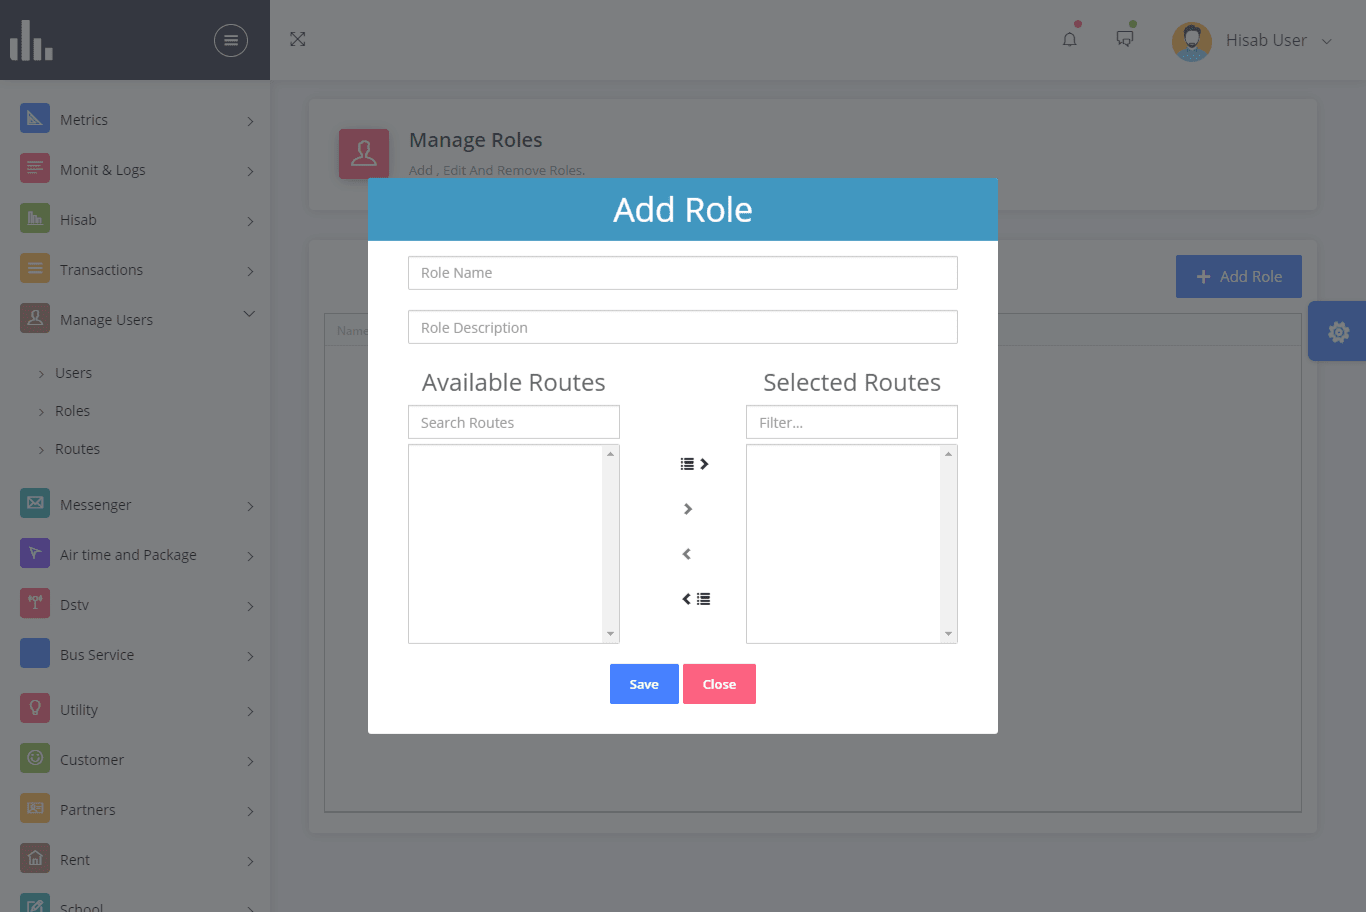 Hisab User
Metrics
Monit & Logs
Hisab
Transactions
Manage Users
Users
Roles
Routes
Messenger
Air time and Package
Dstv
Bus Service
Utility
Customer
Partners
Rent
School
Manage Roles
Add , Edit And Remove Roles.
Add Role
Name
Add Role
Role Name
Role Description
Available Routes
Selected Routes
Search Routes
Filter...
Save
Close